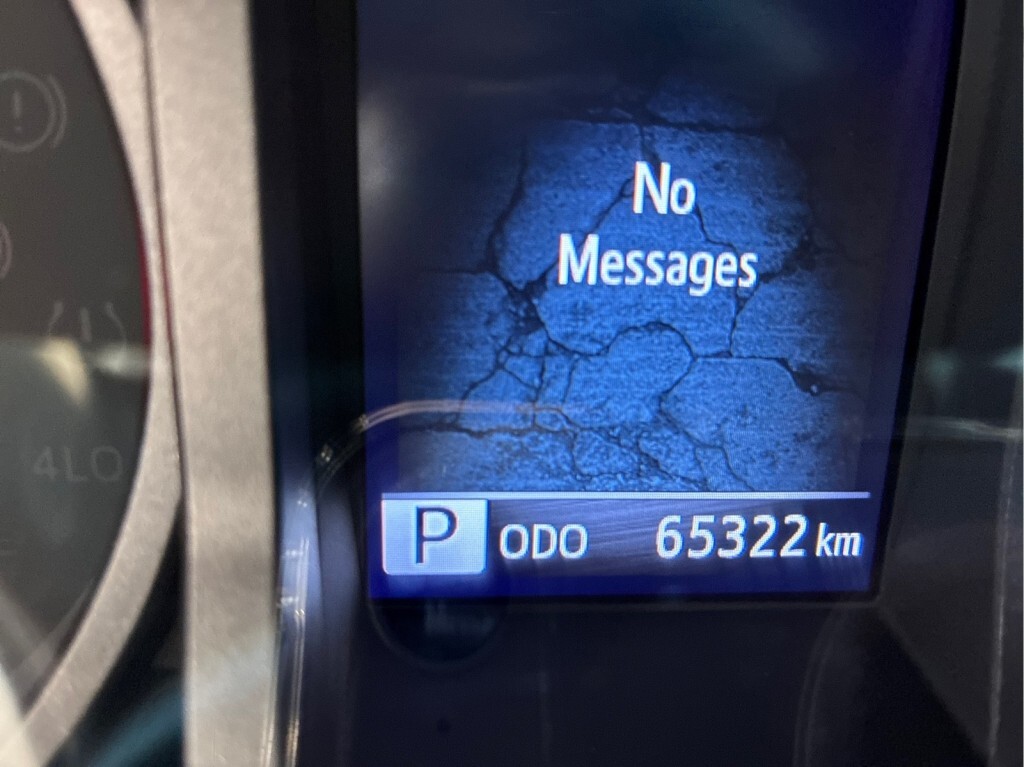 No
Messages
4LO
P ODO 65322 km